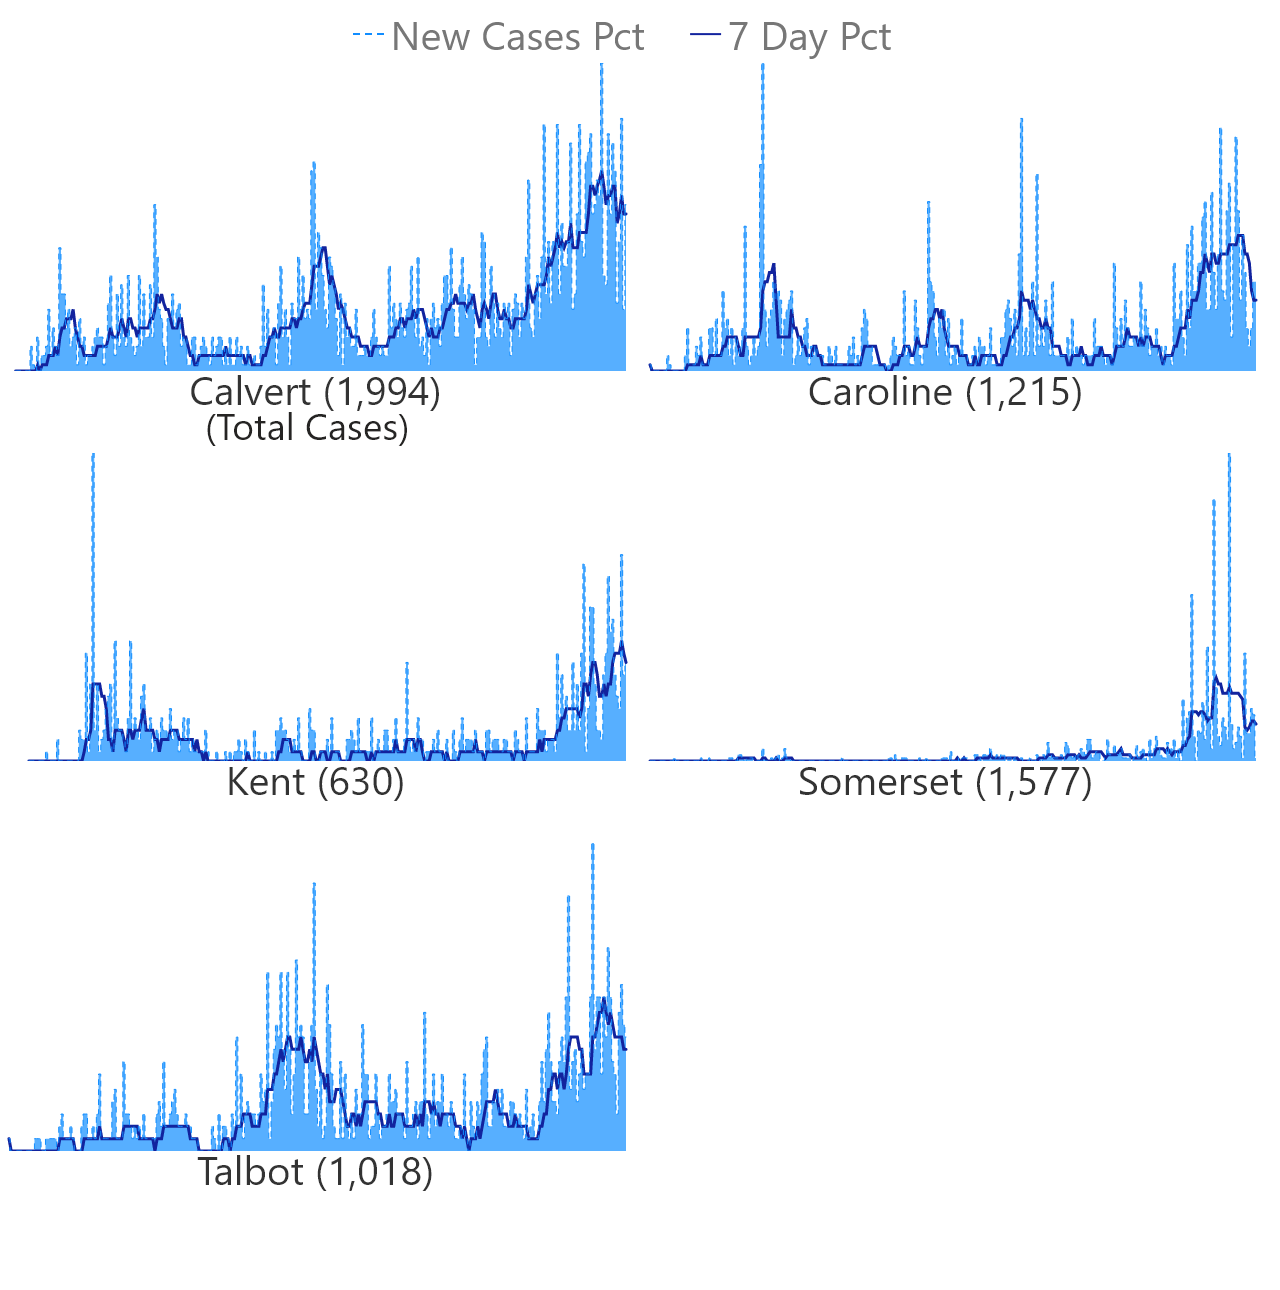 New Cases Pct 7 Day Pct
Calvert (1,994)
(Total Cases)
Caroline (1,215)
Kent (630)
Somerset (1,577)
Talbot (1,018)